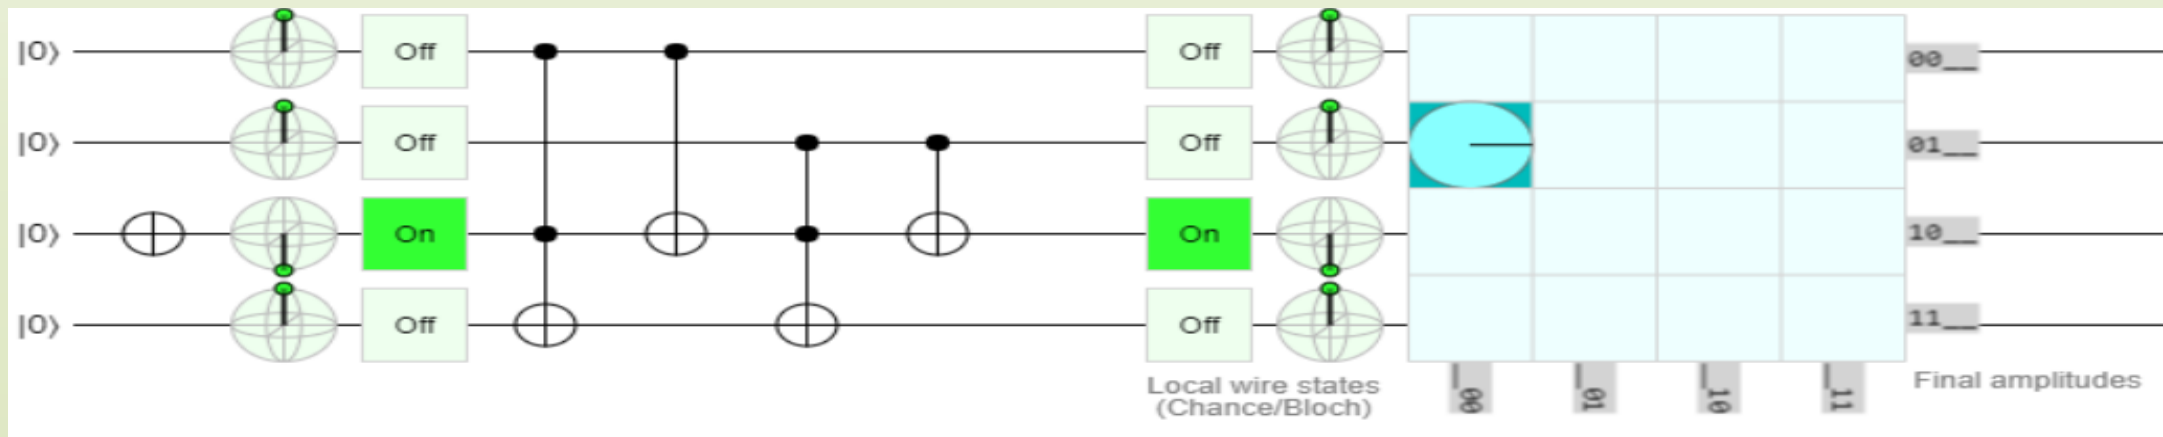 |0⟩ Off Off 00__
|0⟩ Off Off 01__
|0⟩ On On 10__
|0⟩ Off Off 11__
Local wire states
(Chance/Bloch)
__00 __01 __10 __11
Final amplitudes